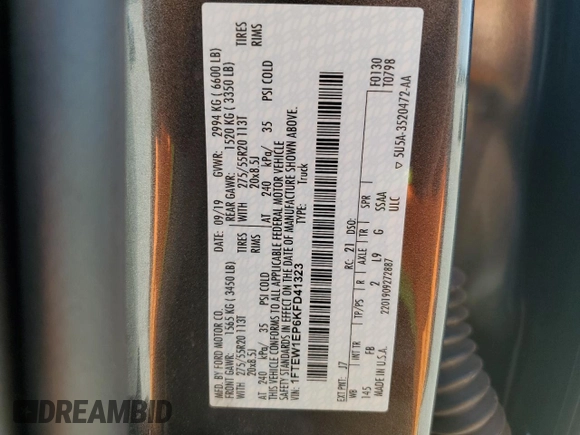 MFD. BY FORD MOTOR CO.
DATE: 09/19
GVWR: 2994 KG ( 6600 LB)
FRONT GAWR: 1565 KG ( 3450 LB)
REAR GAWR: 1520 KG ( 3350 LB)
WITH 275/55R20 113T TIRES
WITH 275/55R20 113T TIRES
20x8.5J RIMS
20x8.5J RIMS
AT 240 kPa/ 35 PSI COLD
AT 240 kPa/ 35 PSI COLD
THIS VEHICLE CONFORMS TO ALL APPLICABLE FEDERAL MOTOR VEHICLE
SAFETY STANDARDS IN EFFECT ON THE DATE OF MANUFACTURE SHOWN ABOVE.
VIN: 1FTEW1EP6KFD41323
TYPE: Truck
F0130
T0798
EXT PNT: J7
RC: 21 DSO:
WB INT TR TP/PS R AXLE TR SPR
145 FB 2 L9 G SSAA
ULC
MADE IN U.S.A.
2201909272887
▽ 5U5A-3520472-AA
DREAMBID